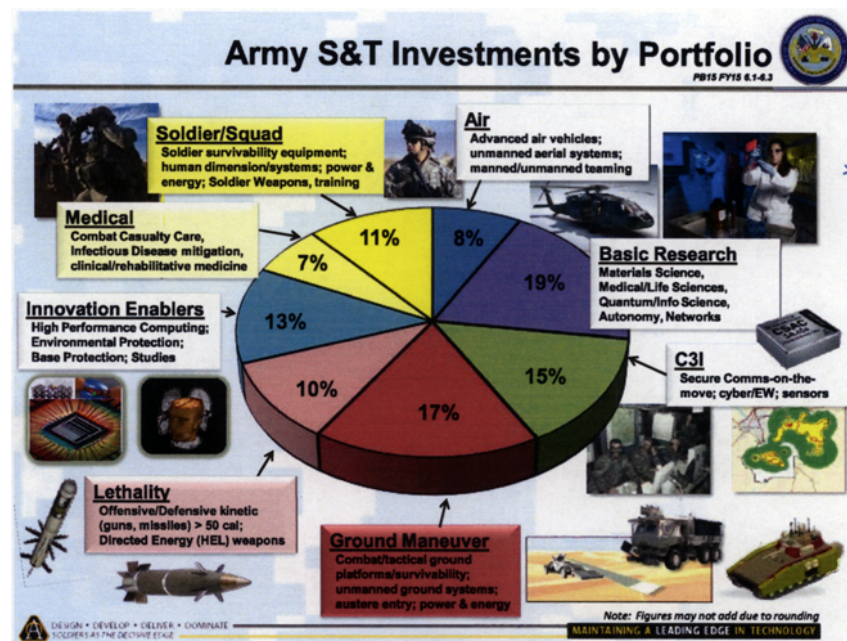 Army S&T Investments by Portfolio
PB15 FY15 6.1-6.3
Soldier/Squad
Soldier survivability equipment;
human dimension/systems; power &
energy; Soldier Weapons, training
Air
Advanced air vehicles;
unmanned aerial systems;
manned/unmanned teaming
Medical
Combat Casualty Care,
Infectious Disease mitigation,
clinical/rehabilitative medicine
11%
8%
7%
19%
Basic Research
Materials Science,
Medical/Life Sciences,
Quantum/Info Science,
Autonomy, Networks
Innovation Enablers
High Performance Computing;
Environmental Protection;
Base Protection; Studies
13%
CSAC
10%
17%
15%
C3I
Secure Comms-on-the-
move; cyber/EW; sensors
Lethality
Offensive/Defensive kinetic
(guns, missiles) > 50 cal;
Directed Energy (HEL) weapons
Ground Maneuver
Combat/tactical ground
platforms/survivability;
unmanned ground systems;
austere entry; power & energy
Note: Figures may not add due to rounding
DESIGN • DEVELOP • DELIVER • DOMINATE
SOLDIERS AS THE DECISIVE EDGE
MAINTAINING A LEADING EDGE IN TECHNOLOGY